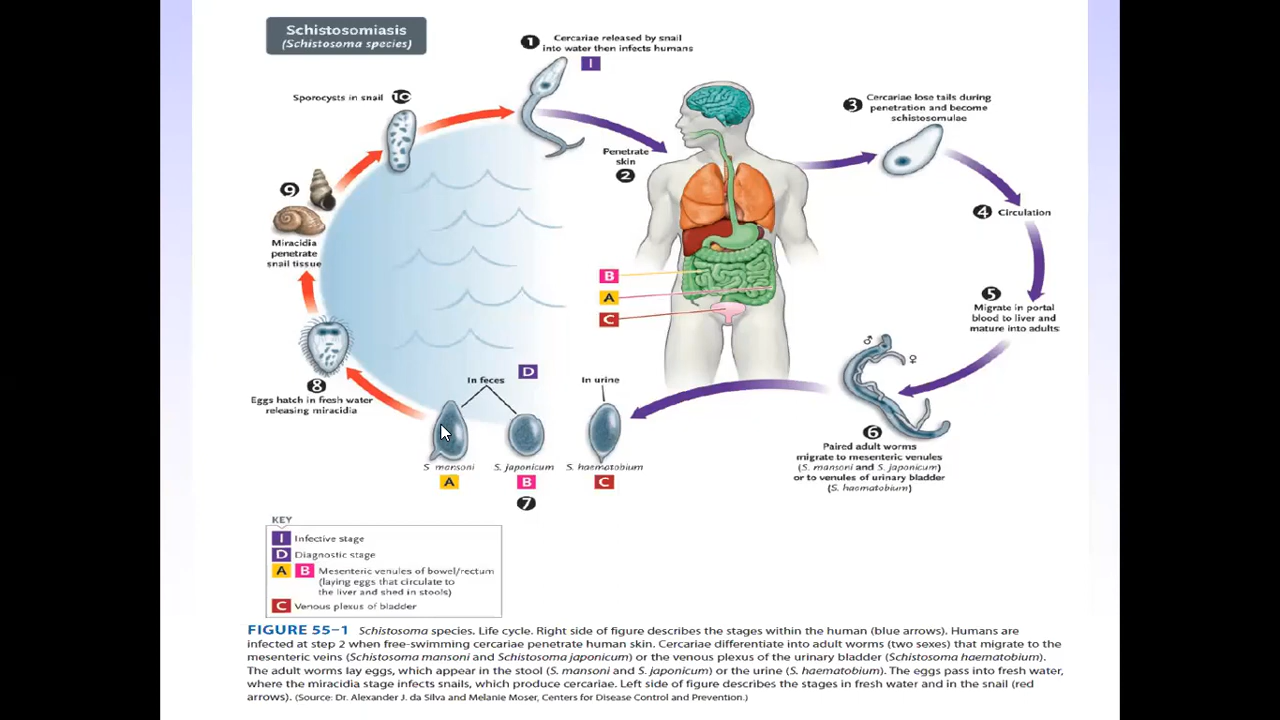 Schistosomiasis
(Schistosoma species)
1
Cercariae released by snail
into water then infects humans
I
Sporocysts in snail 10
3
Cercariae lose tails during
penetration and become
schistosomulae
Penetrate
skin
2
9
Miracidia
penetrate
snail tissue
4 Circulation
B
A
C
5
Migrate in portal
blood to liver and
mature into adults
♂
♀
8
Eggs hatch in fresh water
releasing miracidia
In feces
D
In urine
S. mansoni
S. japonicum
S. haematobium
A
B
C
7
6
Paired adult worms
migrate to mesenteric venules
(S. mansoni and S. japonicum)
or to venules of urinary bladder
(S. haematobium)
KEY
I Infective stage
D Diagnostic stage
A B Mesenteric venules of bowel/rectum
(laying eggs that circulate to
the liver and shed in stools)
C Venous plexus of bladder
FIGURE 55–1 Schistosoma species. Life cycle. Right side of figure describes the stages within the human (blue arrows). Humans are
infected at step 2 when free-swimming cercariae penetrate human skin. Cercariae differentiate into adult worms (two sexes) that migrate to the
mesenteric veins (Schistosoma mansoni and Schistosoma japonicum) or the venous plexus of the urinary bladder (Schistosoma haematobium).
The adult worms lay eggs, which appear in the stool (S. mansoni and S. japonicum) or the urine (S. haematobium). The eggs pass into fresh water,
where the miracidia stage infects snails, which produce cercariae. Left side of figure describes the stages in fresh water and in the snail (red
arrows). (Source: Dr. Alexander J. da Silva and Melanie Moser, Centers for Disease Control and Prevention.)